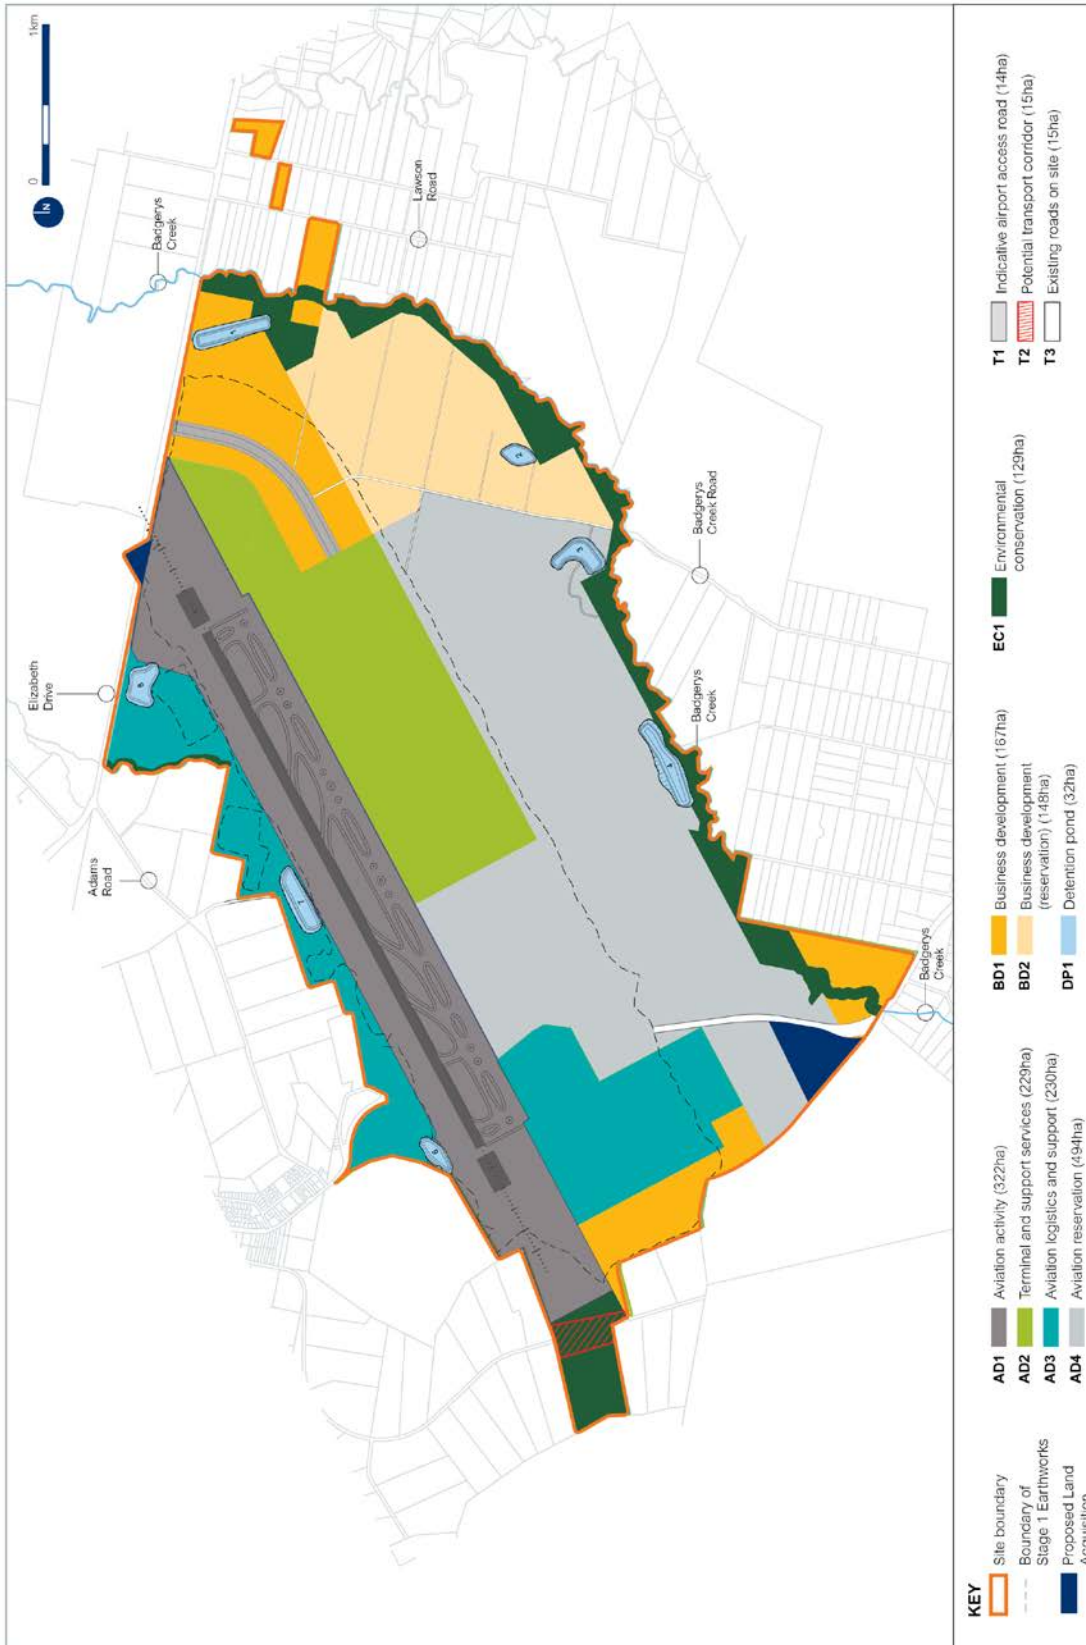 0
1km
N
Elizabeth
Drive
Adams
Road
Badgerys
Creek
Lawson
Road
Badgerys
Creek Road
Badgerys
Creek
Badgerys
Creek
KEY
Site boundary
Boundary of
Stage 1 Earthworks
Proposed Land
Acquisition
AD1 Aviation activity (322ha)
AD2 Terminal and support services (229ha)
AD3 Aviation logistics and support (230ha)
AD4 Aviation reservation (494ha)
BD1 Business development (167ha)
BD2 Business development
(reservation) (148ha)
DP1 Detention pond (32ha)
EC1 Environmental
conservation (129ha)
T1 Indicative airport access road (14ha)
T2 Potential transport corridor (15ha)
T3 Existing roads on site (15ha)